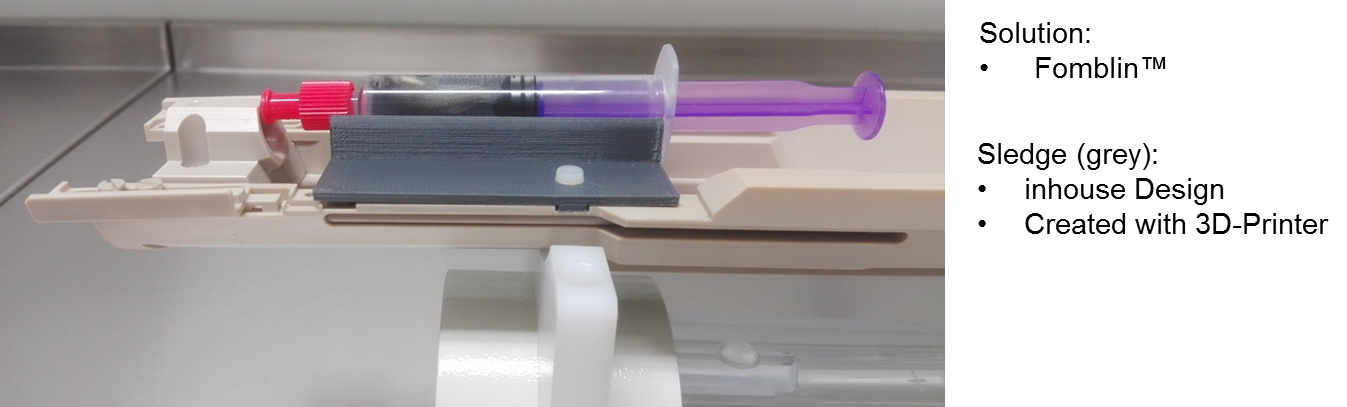 Solution:
• Fomblin™
Sledge (grey):
• inhouse Design
• Created with 3D-Printer